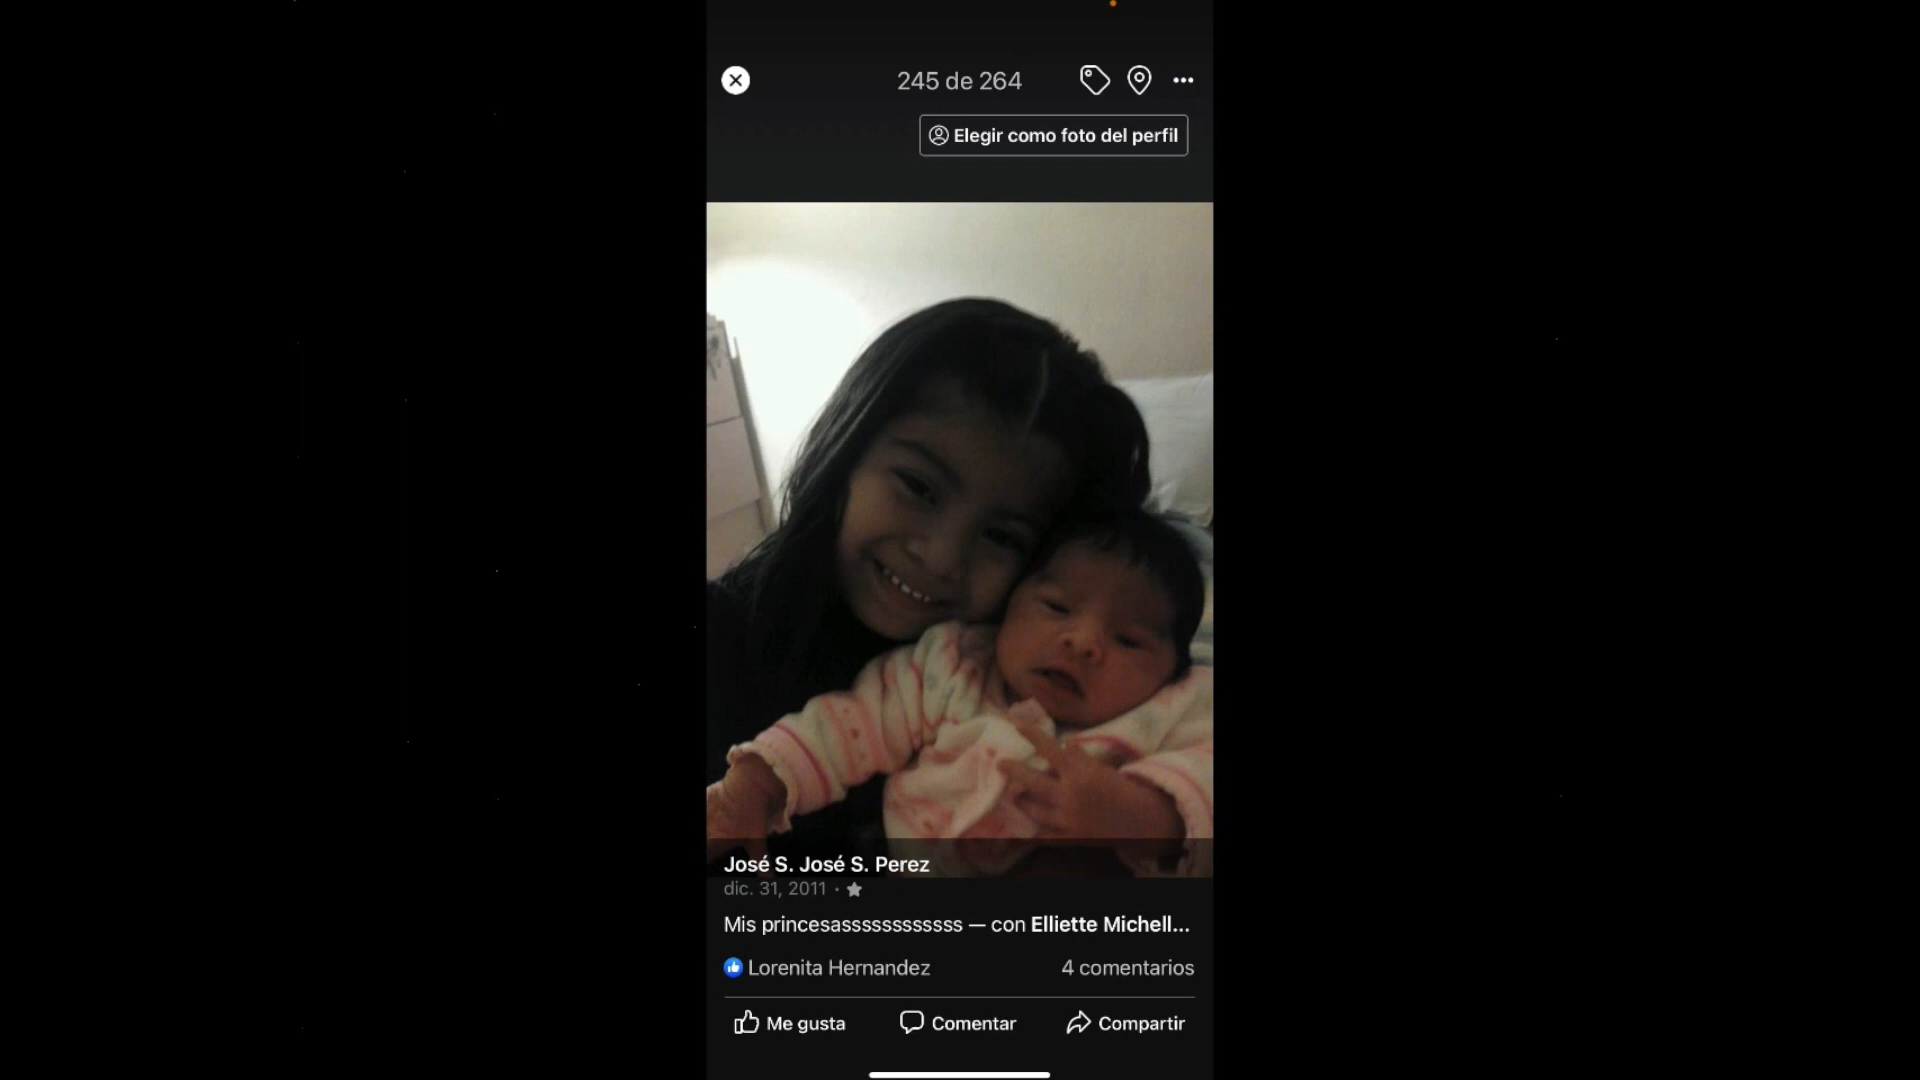 245 de 264
Elegir como foto del perfil
José S. José S. Perez
dic. 31, 2011 ·
Mis princesasssssssssssss — con Elliette Michell...
Lorenita Hernandez
4 comentarios
Me gusta
Comentar
Compartir